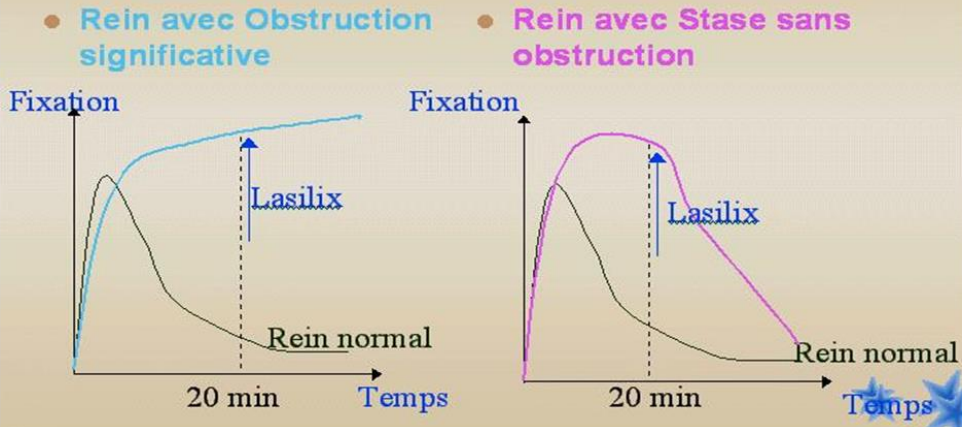 Rein avec Obstruction
significative
Rein avec Stase sans
obstruction
Fixation
Lasilix
Rein normal
20 min
Temps
Fixation
Lasilix
Rein normal
20 min
Temps